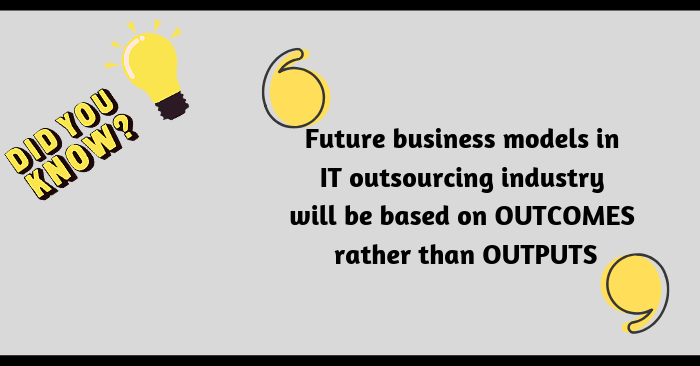 DID YOU
KNOW?
Future business models in
IT outsourcing industry
will be based on OUTCOMES
rather than OUTPUTS